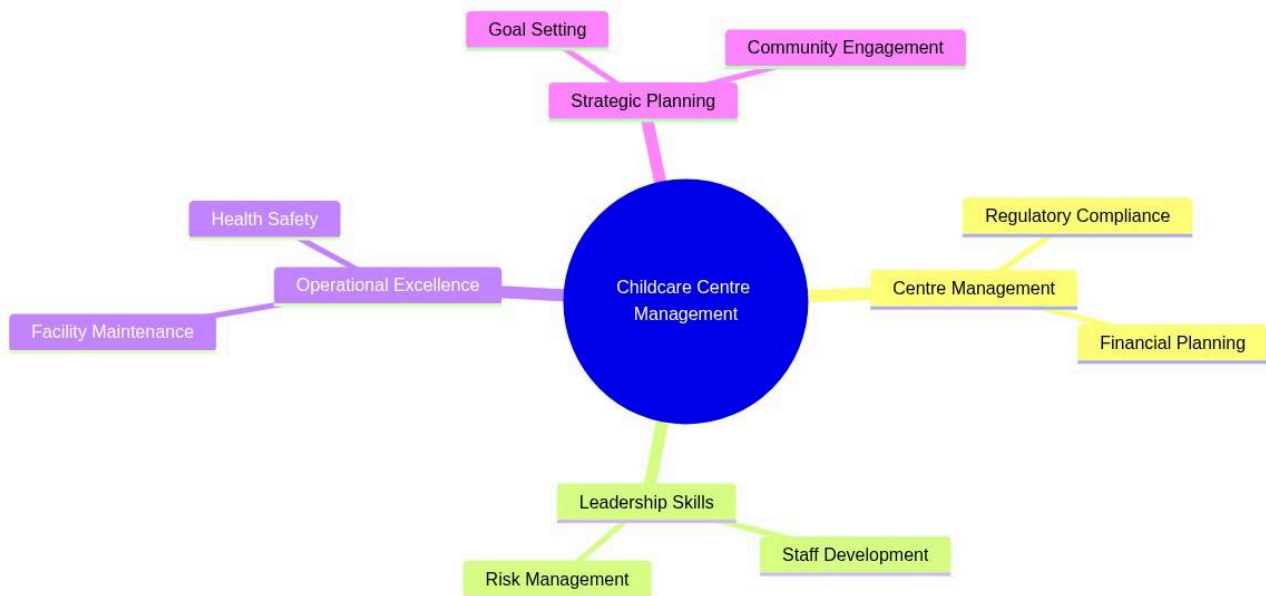 Goal Setting
Community Engagement
Strategic Planning
Health Safety
Regulatory Compliance
Operational Excellence
Childcare Centre
Management
Centre Management
Facility Maintenance
Financial Planning
Leadership Skills
Staff Development
Risk Management